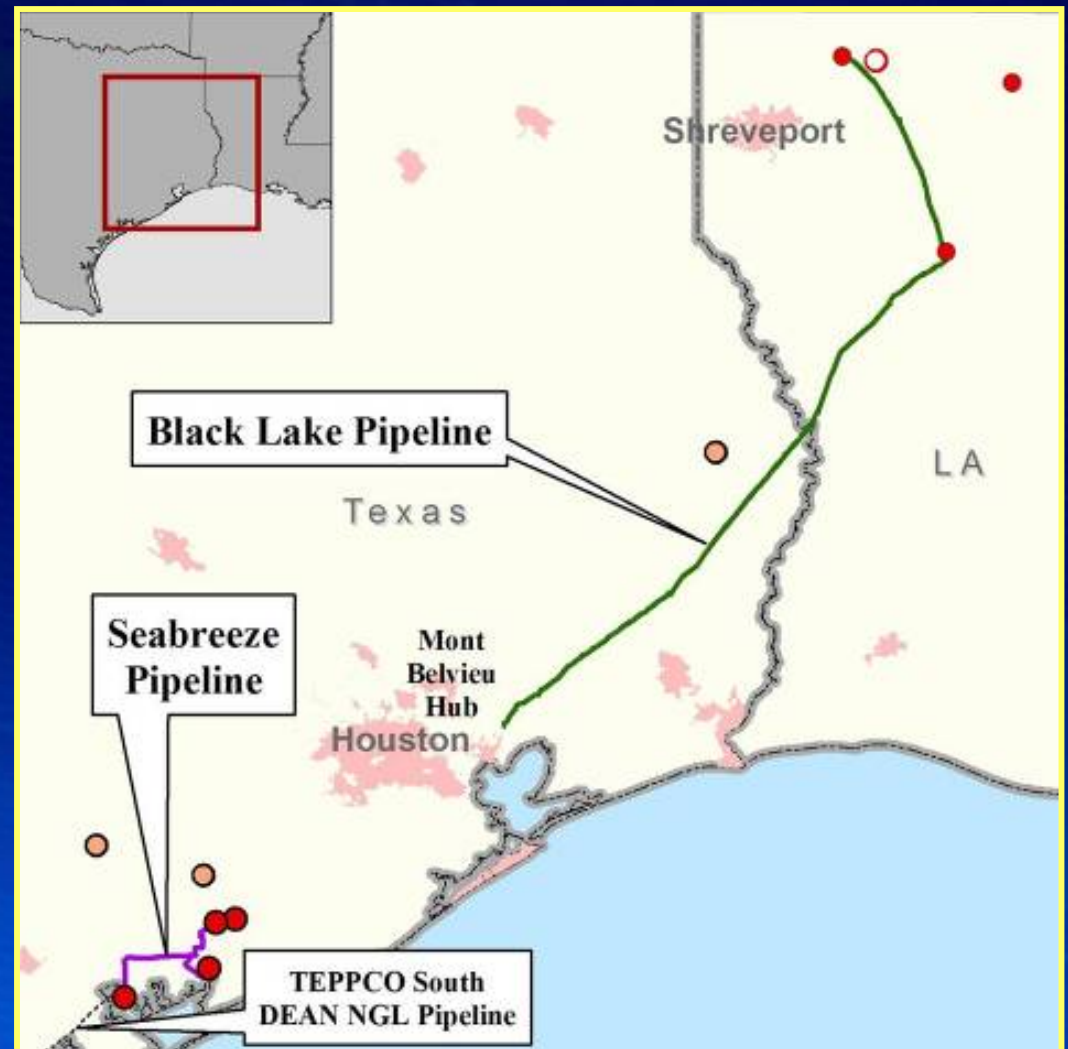 Shreveport
Black Lake Pipeline
LA
Texas
Seabreeze
Pipeline
Mont
Belvieu
Hub
Houston
TEPPCO South
DEAN NGL Pipeline